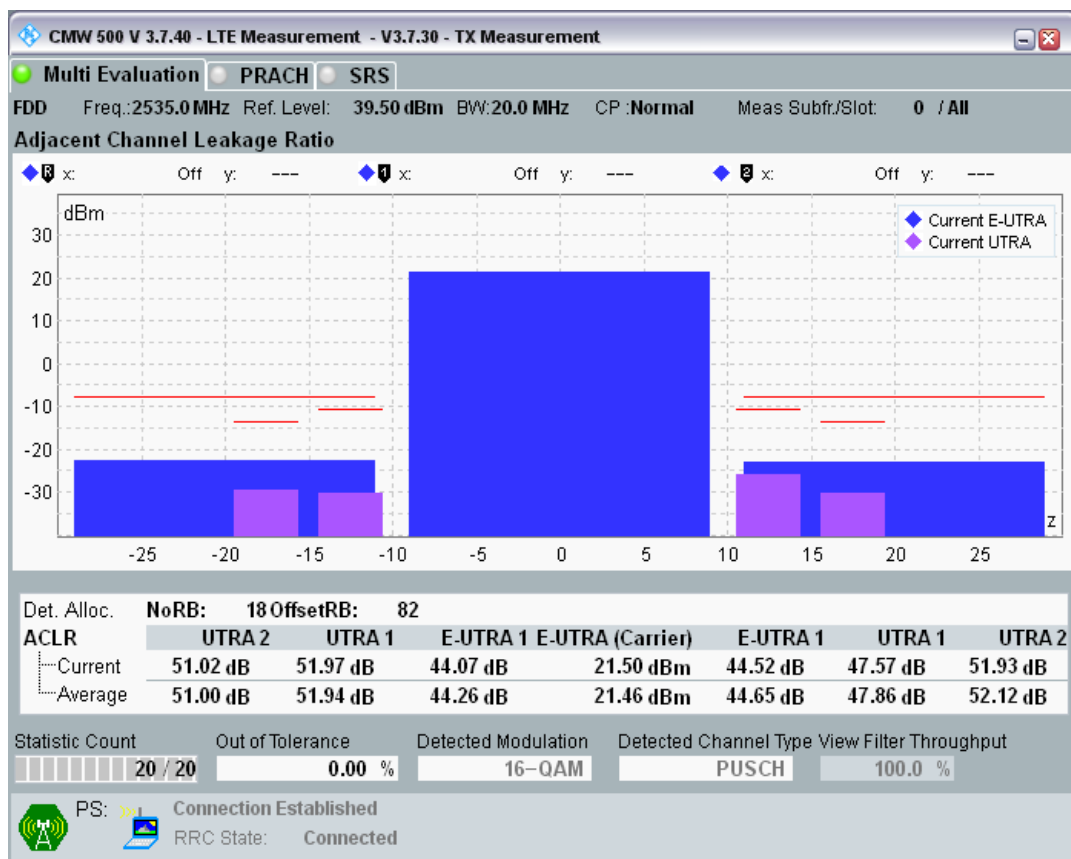 CMW 500 V 3.7.40 - LTE Measurement - V3.7.30 - TX Measurement
Multi Evaluation PRACH SRS
FDD Freq.:2535.0 MHz Ref. Level: 39.50 dBm BW:20.0 MHz CP :Normal Meas Subfr./Slot: 0 / All
Adjacent Channel Leakage Ratio
R x: Off y: --- 1 x: Off y: --- 2 x: Off y: ---
dBm
Current E-UTRA
Current UTRA
30
20
10
0
-10
-20
-30
z
-25 -20 -15 -10 -5 0 5 10 15 20 25
Det. Alloc. NoRB: 18 OffsetRB: 82
ACLR UTRA 2 UTRA 1 E-UTRA 1 E-UTRA (Carrier) E-UTRA 1 UTRA 1 UTRA 2
Current 51.02 dB 51.97 dB 44.07 dB 21.50 dBm 44.52 dB 47.57 dB 51.93 dB
Average 51.00 dB 51.94 dB 44.26 dB 21.46 dBm 44.65 dB 47.86 dB 52.12 dB
Statistic Count Out of Tolerance Detected Modulation Detected Channel Type View Filter Throughput
20 / 20 0.00 % 16-QAM PUSCH 100.0 %
PS: Connection Established
RRC State: Connected